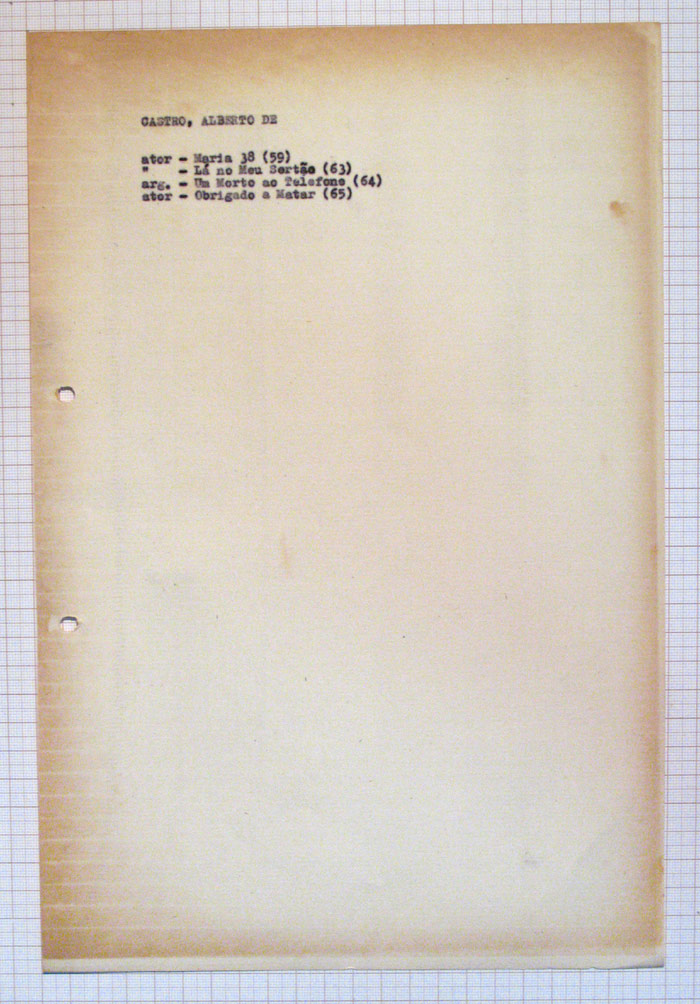 CASTRO, ALBERTO DE
ator - Maria 38 (59)
" - Lá no Meu Sertão (63)
arg. - Um Morto ao Telefone (64)
ator - Obrigado a Matar (65)